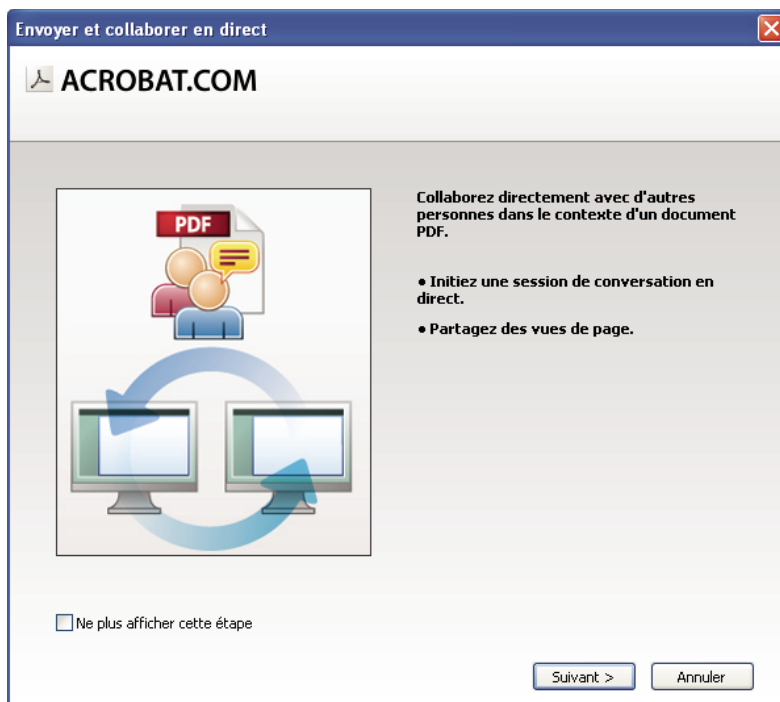 Envoyer et collaborer en direct
ACROBAT.COM
PDF
Collaborez directement avec d'autres
personnes dans le contexte d'un document
PDF.
● Initiez une session de conversation en
direct.
● Partagez des vues de page.
Ne plus afficher cette étape
Suivant >
Annuler